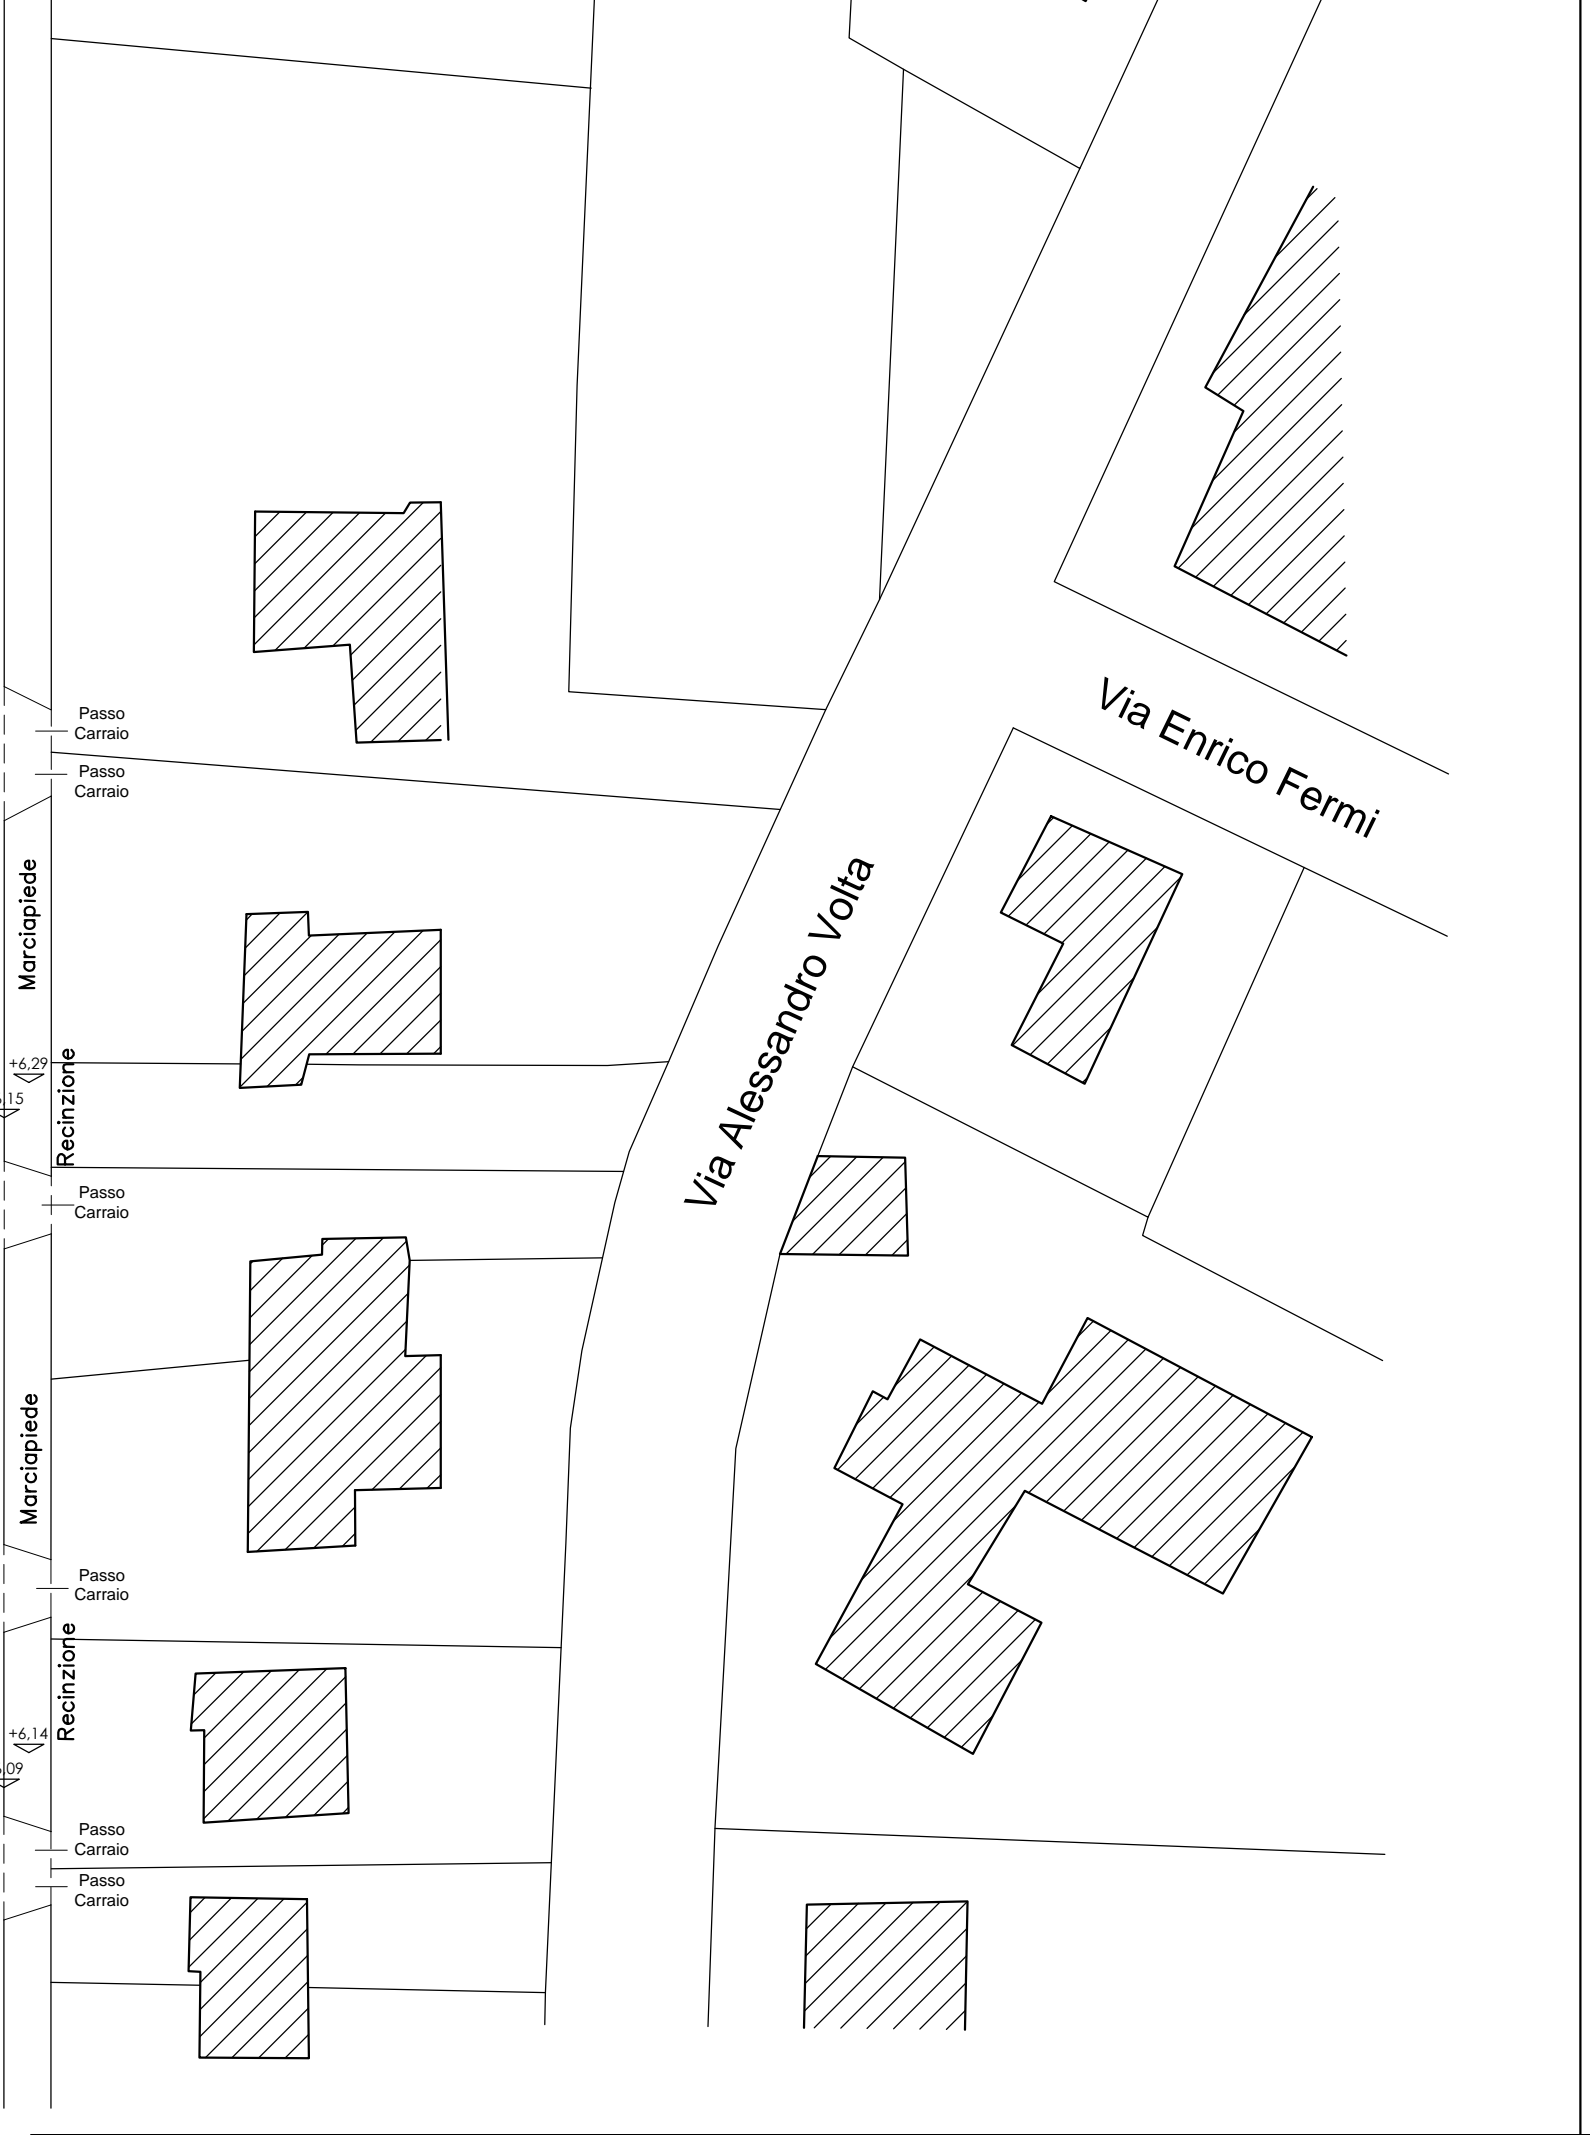 Via Enrico Fermi
Passo
Carraio
Passo
Carraio
Via Alessandro Volta
Marciapiede
+6,29
Recinzione
Passo
Carraio
Marciapiede
Passo
Carraio
Recinzione
+6,14
Passo
Carraio
Passo
Carraio